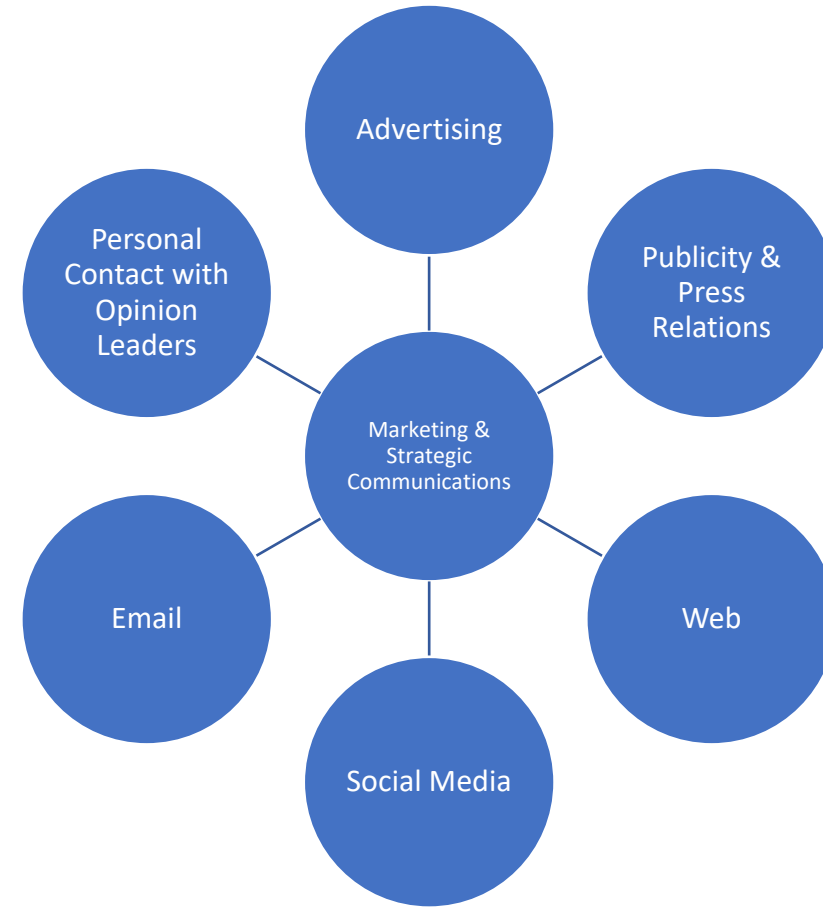 Advertising
Personal
Contact with
Opinion
Leaders
Publicity &
Press
Relations
Marketing &
Strategic
Communications
Email
Web
Social Media